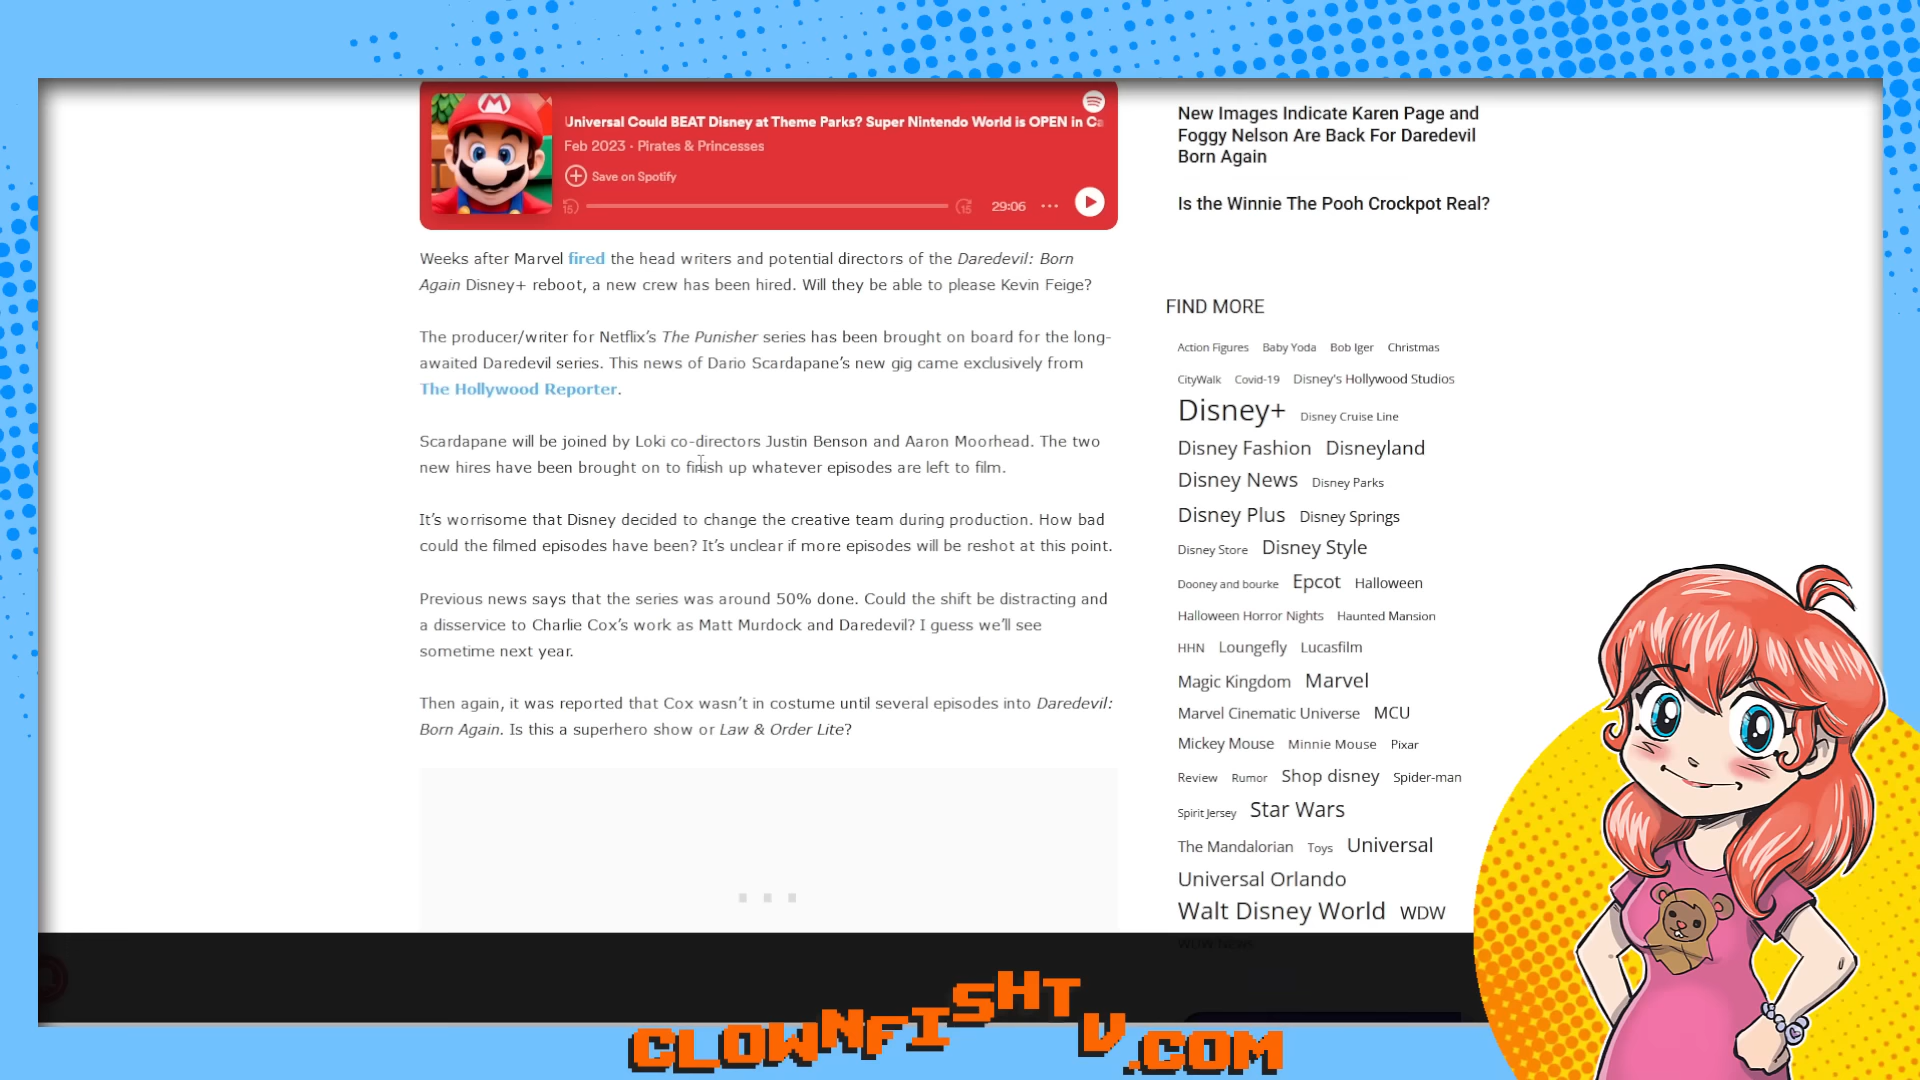 Universal Could BEAT Disney at Theme Parks? Super Nintendo World is OPEN in Ca
Feb 2023 · Pirates & Princesses
Save on Spotify
15
15
29:06
Weeks after Marvel fired the head writers and potential directors of the Daredevil: Born
Again Disney+ reboot, a new crew has been hired. Will they be able to please Kevin Feige?
The producer/writer for Netflix’s The Punisher series has been brought on board for the long-
awaited Daredevil series. This news of Dario Scardapane’s new gig came exclusively from
The Hollywood Reporter.
Scardapane will be joined by Loki co-directors Justin Benson and Aaron Moorhead. The two
new hires have been brought on to finish up whatever episodes are left to film.
It’s worrisome that Disney decided to change the creative team during production. How bad
could the filmed episodes have been? It’s unclear if more episodes will be reshot at this point.
Previous news says that the series was around 50% done. Could the shift be distracting and
a disservice to Charlie Cox’s work as Matt Murdock and Daredevil? I guess we’ll see
sometime next year.
Then again, it was reported that Cox wasn’t in costume until several episodes into Daredevil:
Born Again. Is this a superhero show or Law & Order Lite?
New Images Indicate Karen Page and
Foggy Nelson Are Back For Daredevil
Born Again
Is the Winnie The Pooh Crockpot Real?
FIND MORE
Action Figures Baby Yoda Bob Iger Christmas
CityWalk Covid-19 Disney's Hollywood Studios
Disney+ Disney Cruise Line
Disney Fashion Disneyland
Disney News Disney Parks
Disney Plus Disney Springs
Disney Store Disney Style
Dooney and bourke Epcot Halloween
Halloween Horror Nights Haunted Mansion
HHN Loungefly Lucasfilm
Magic Kingdom Marvel
Marvel Cinematic Universe MCU
Mickey Mouse Minnie Mouse Pixar
Review Rumor Shop disney Spider-man
Spirit Jersey Star Wars
The Mandalorian Toys Universal
Universal Orlando
Walt Disney World WDW
WDW News
CLOWNFISHTV.COM